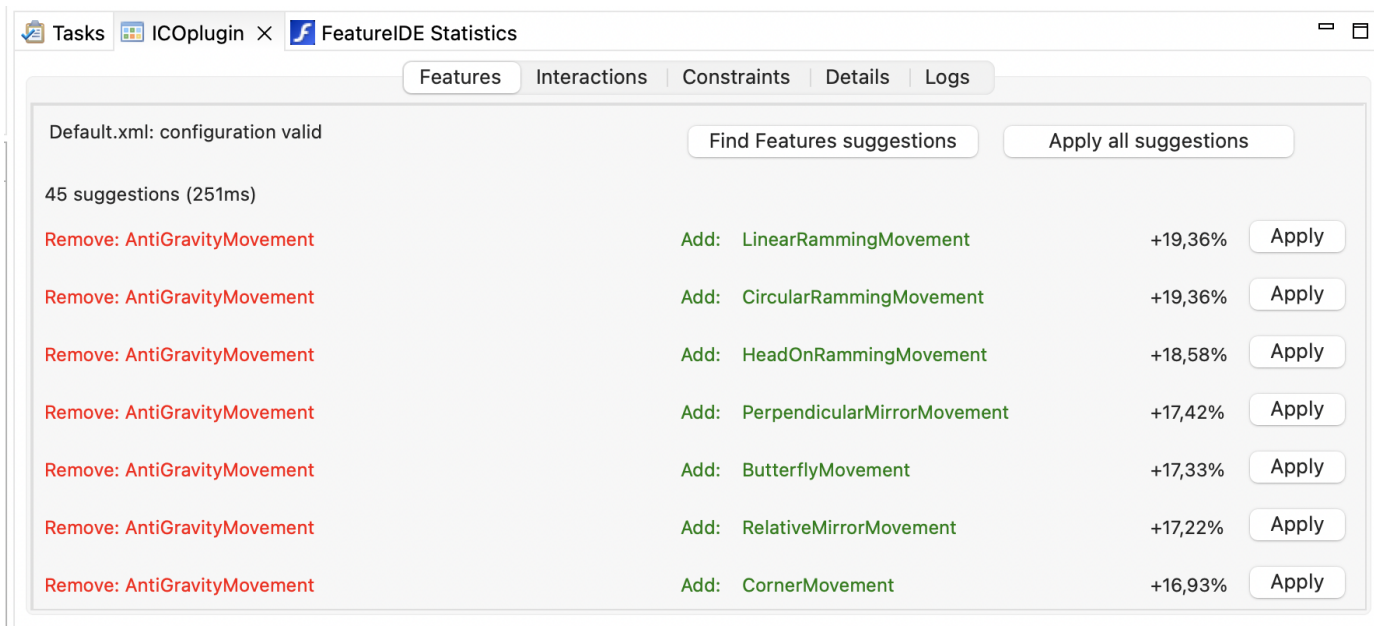 Tasks ICOplugin FeatureIDE Statistics
Features Interactions Constraints Details Logs
Default.xml: configuration valid Find Features suggestions Apply all suggestions
45 suggestions (251ms)
Remove: AntiGravityMovement Add: LinearRammingMovement +19,36% Apply
Remove: AntiGravityMovement Add: CircularRammingMovement +19,36% Apply
Remove: AntiGravityMovement Add: HeadOnRammingMovement +18,58% Apply
Remove: AntiGravityMovement Add: PerpendicularMirrorMovement +17,42% Apply
Remove: AntiGravityMovement Add: ButterflyMovement +17,33% Apply
Remove: AntiGravityMovement Add: RelativeMirrorMovement +17,22% Apply
Remove: AntiGravityMovement Add: CornerMovement +16,93% Apply